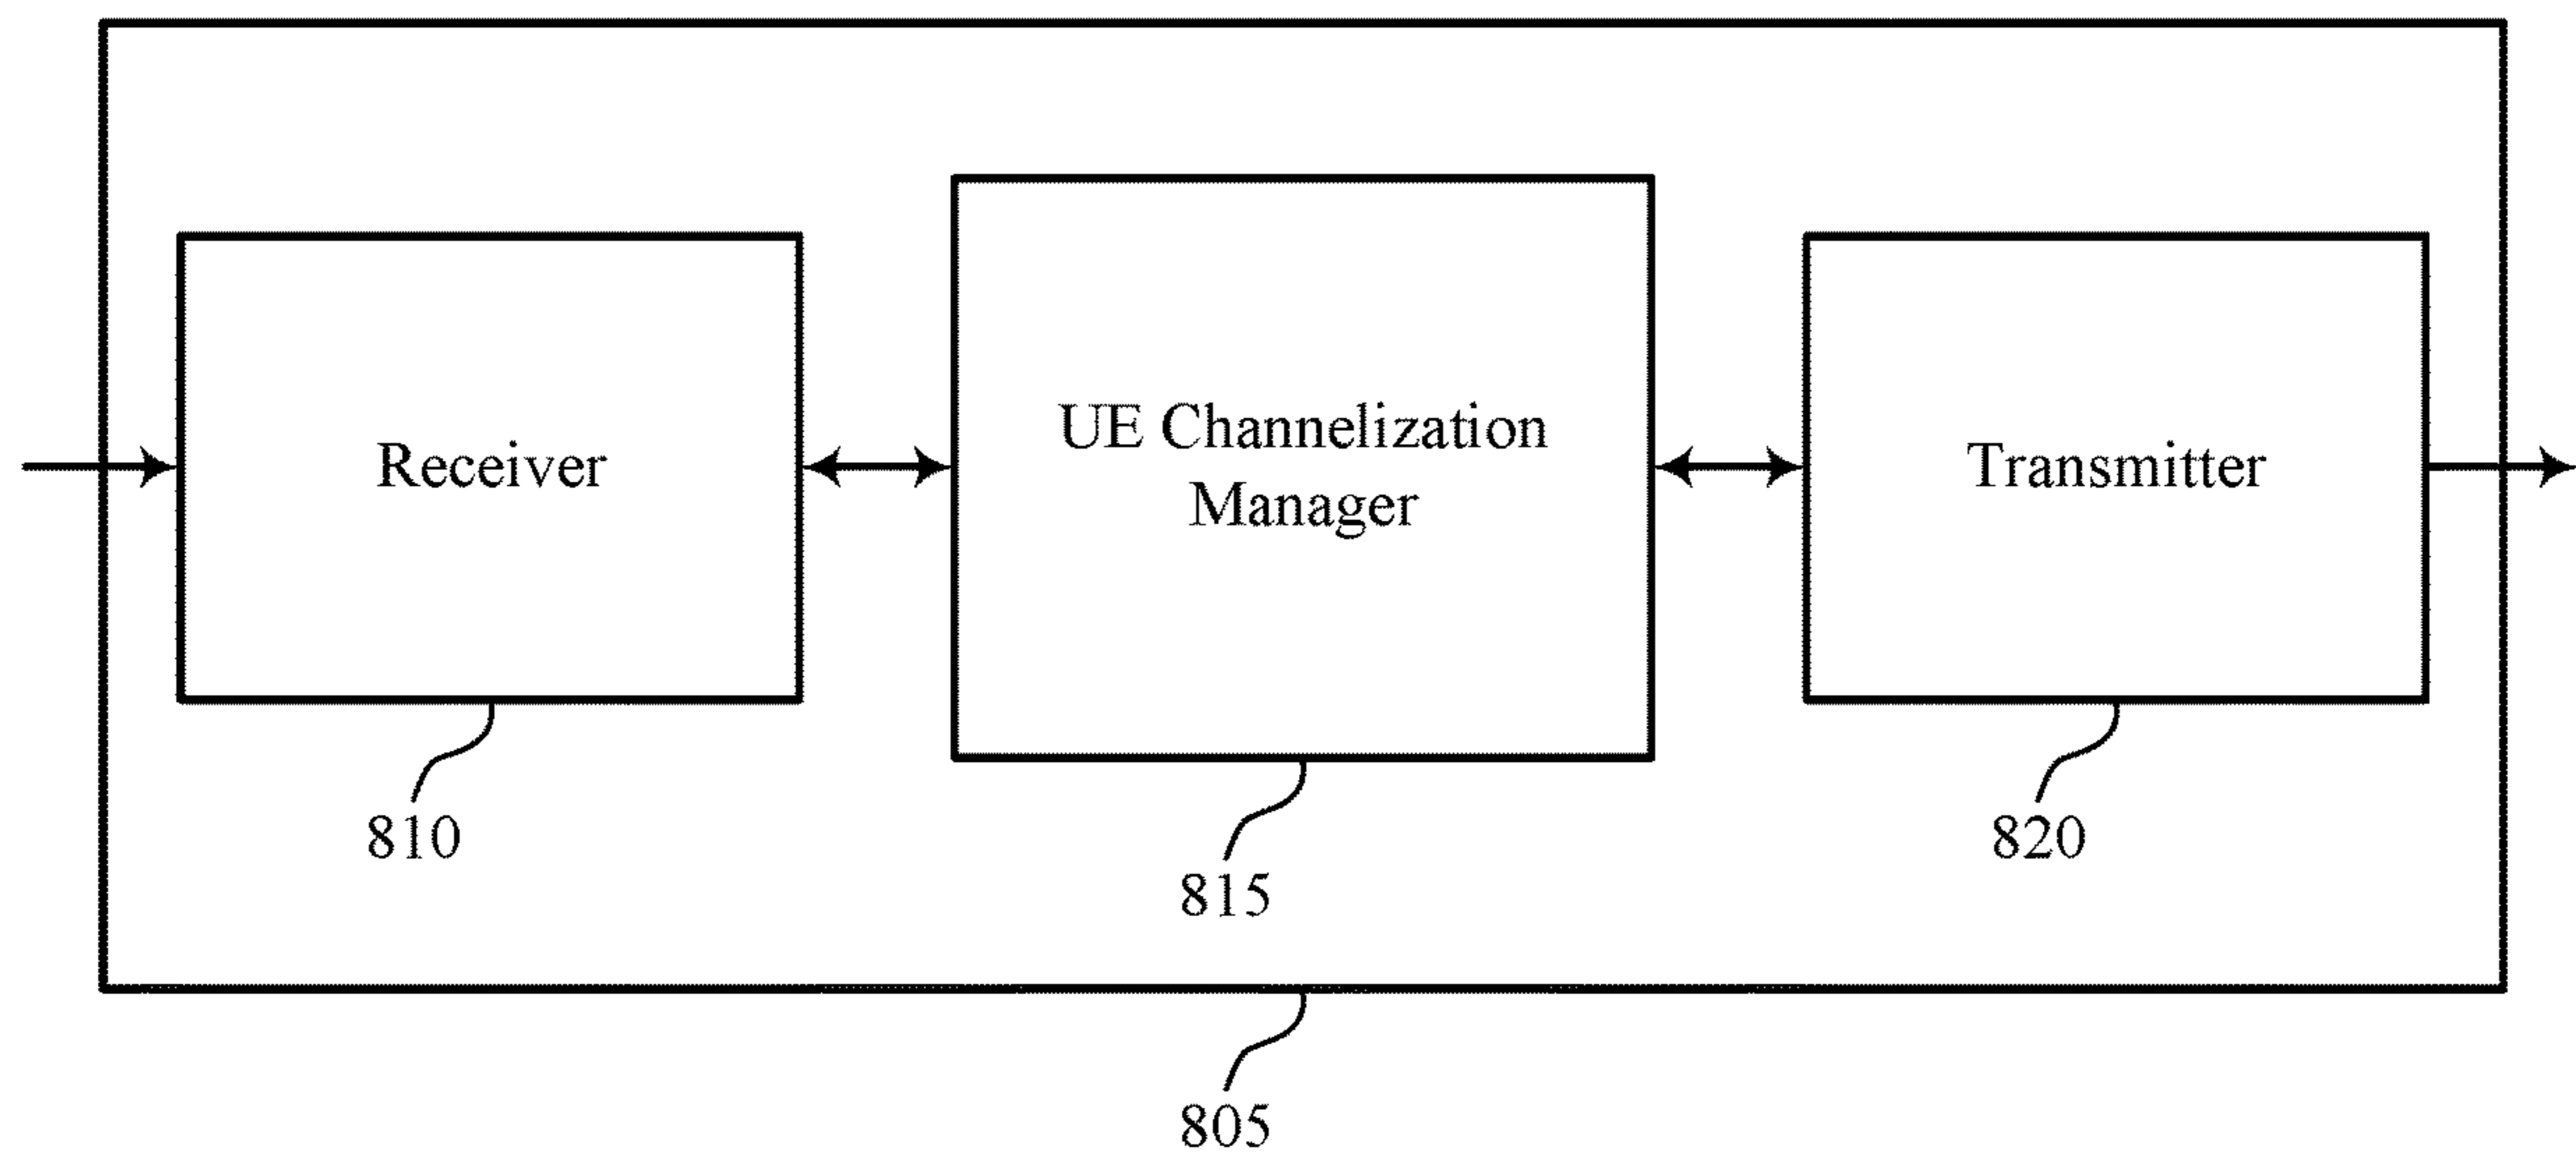 Receiver
UE Channelization
Manager
Transmitter
810
815
820
805